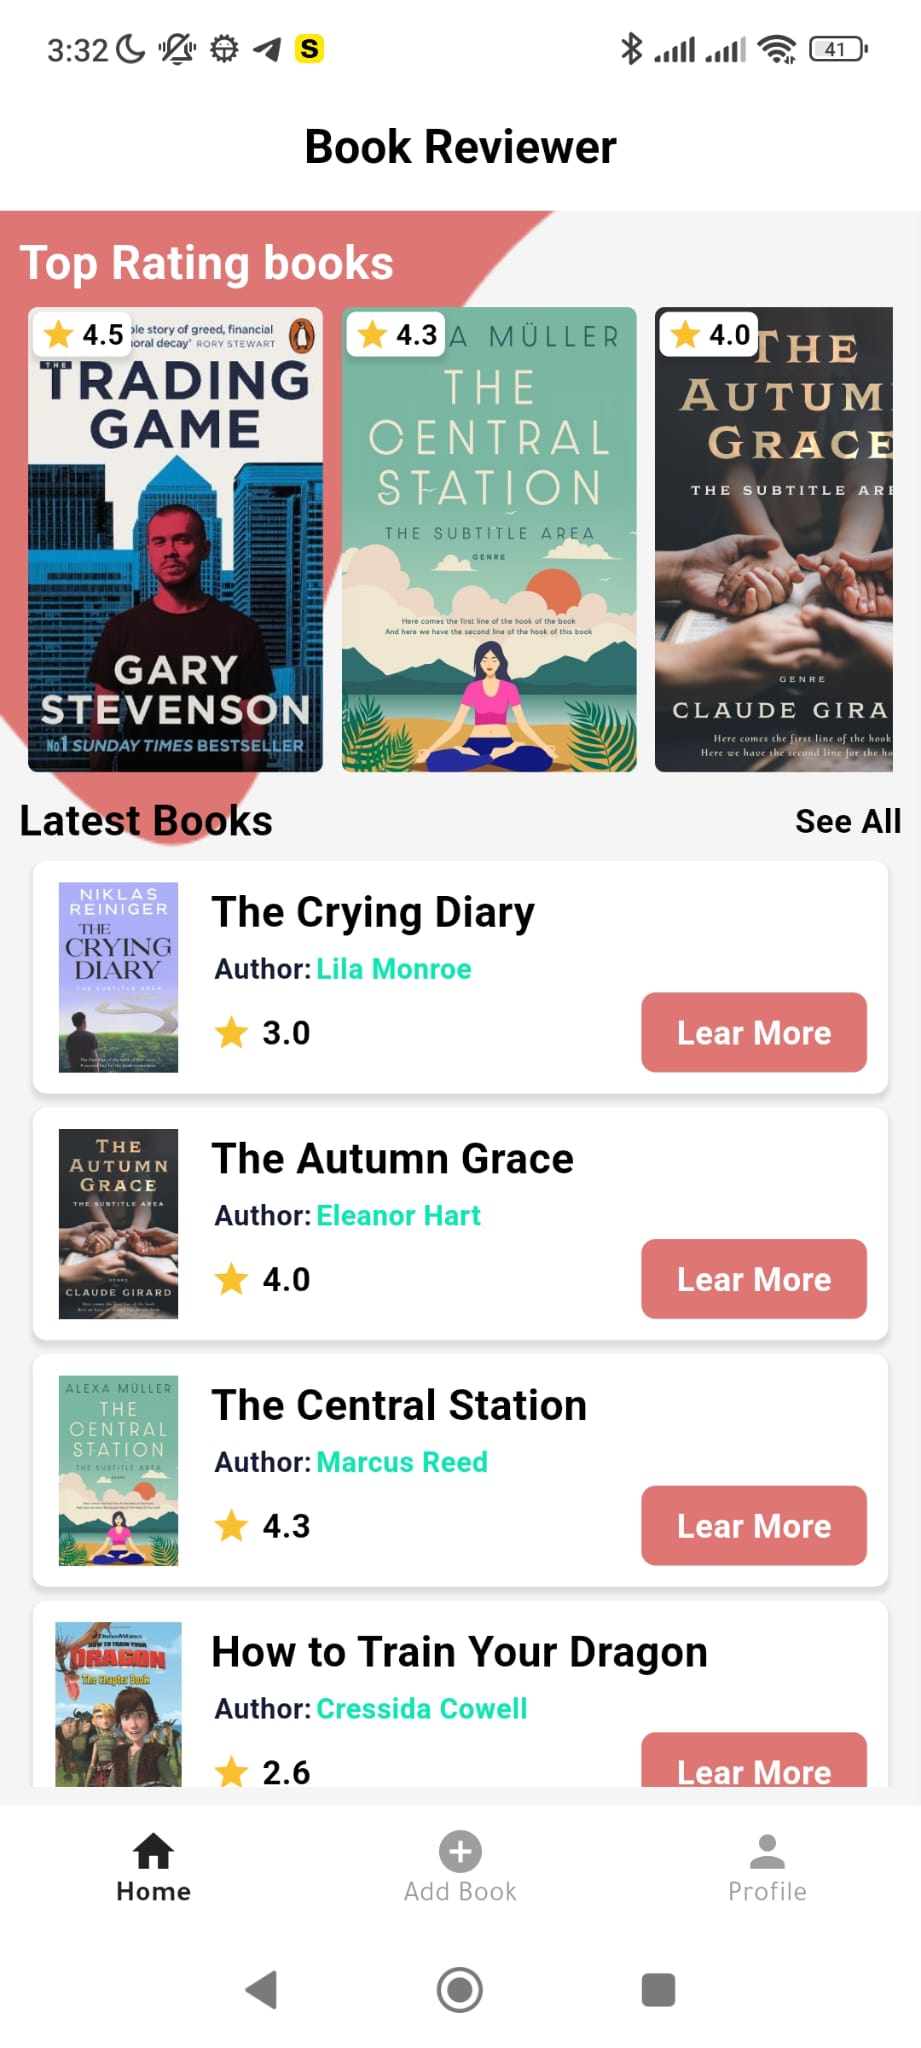 3:32
S
41
Book Reviewer
Top Rating books
4.5
ble story of greed, financial
oral decay' RORY STEWART
THE
TRADING
GAME
GARY
STEVENSON
No1 SUNDAY TIMES BESTSELLER
4.3
A MÜLLER
THE
CENTRAL
STATION
THE SUBTITLE AREA
GENRE
Here comes the first line of the hook of the book
And here we have the second line of the hook of this book
4.0
THE
AUTUM
GRACE
THE SUBTITLE ARE
GENRE
CLAUDE GIRA
Here comes the first line of the hook
Here we have the second line for the ho
Latest Books
See All
NIKLAS
REINIGER
THE
CRYING
DIARY
THE SUBTITLE AREA
The Crying Diary
Author: Lila Monroe
3.0
Lear More
THE
AUTUMN
GRACE
THE SUBTITLE AREA
GENRE
CLAUDE GIRARD
The Autumn Grace
Author: Eleanor Hart
4.0
Lear More
ALEXA MÜLLER
THE
CENTRAL
STATION
THE SUBTITLE AREA
GENRE
The Central Station
Author: Marcus Reed
4.3
Lear More
DREAMWORKS
HOW TO TRAIN YOUR
DRAGON
The Chapter Book
How to Train Your Dragon
Author: Cressida Cowell
2.6
Lear More
Home
Add Book
Profile